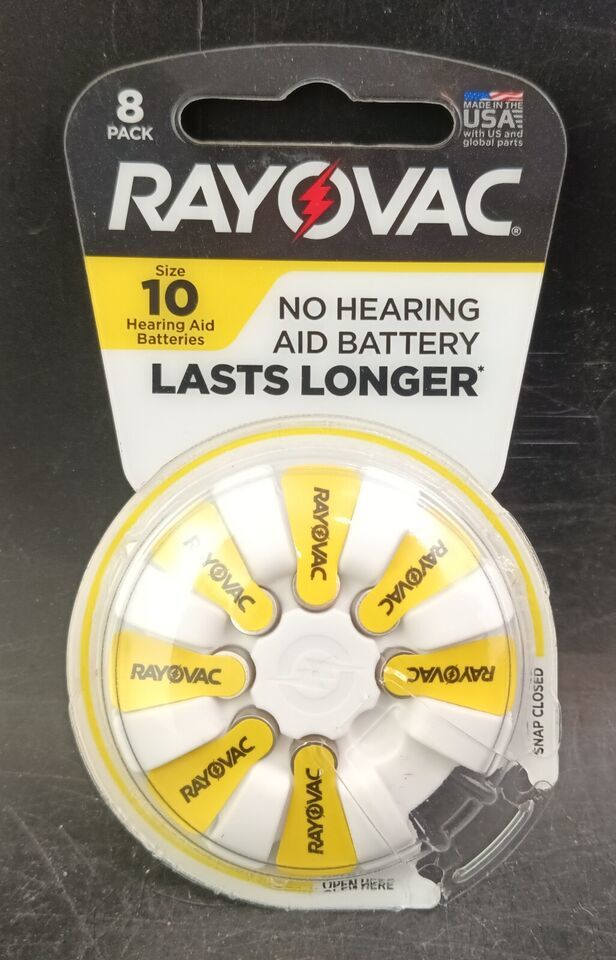 8
PACK
MADE IN THE
USA
with US and
global parts
RAYOVAC®
Size
10
Hearing Aid
Batteries
NO HEARING
AID BATTERY
LASTS LONGER*
RAYOVAC
RAYOVAC
RAYOVAC
RAYOVAC
RAYOVAC
RAYOVAC
RAYOVAC
SNAP CLOSED
OPEN HERE